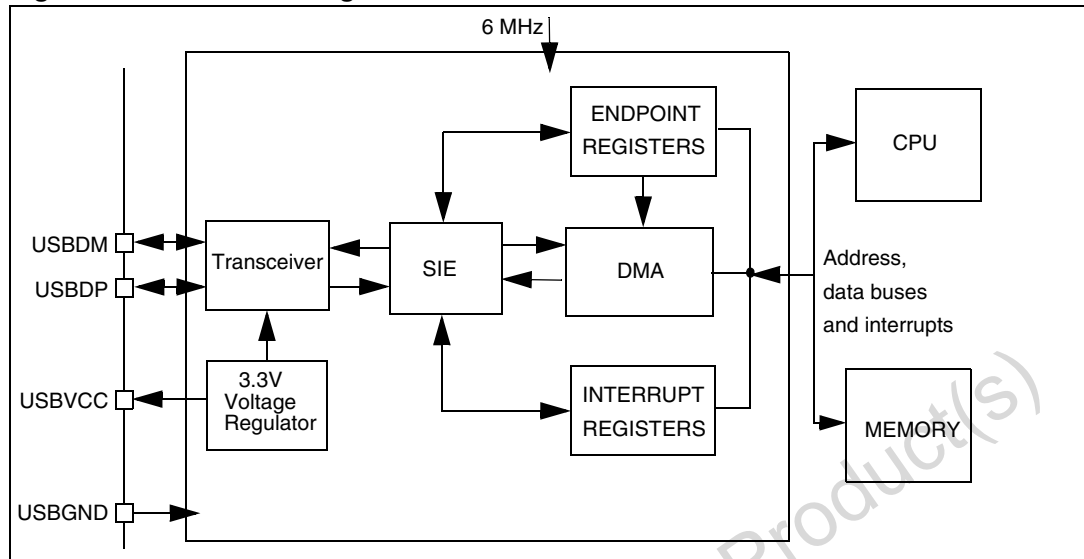 6 MHz
ENDPOINT
REGISTERS
CPU
USBDM
Transceiver
SIE
DMA
Address,
data buses
and interrupts
USBDP
3.3V
Voltage
Regulator
USBVCC
INTERRUPT
REGISTERS
MEMORY
USBGND
Product(s)